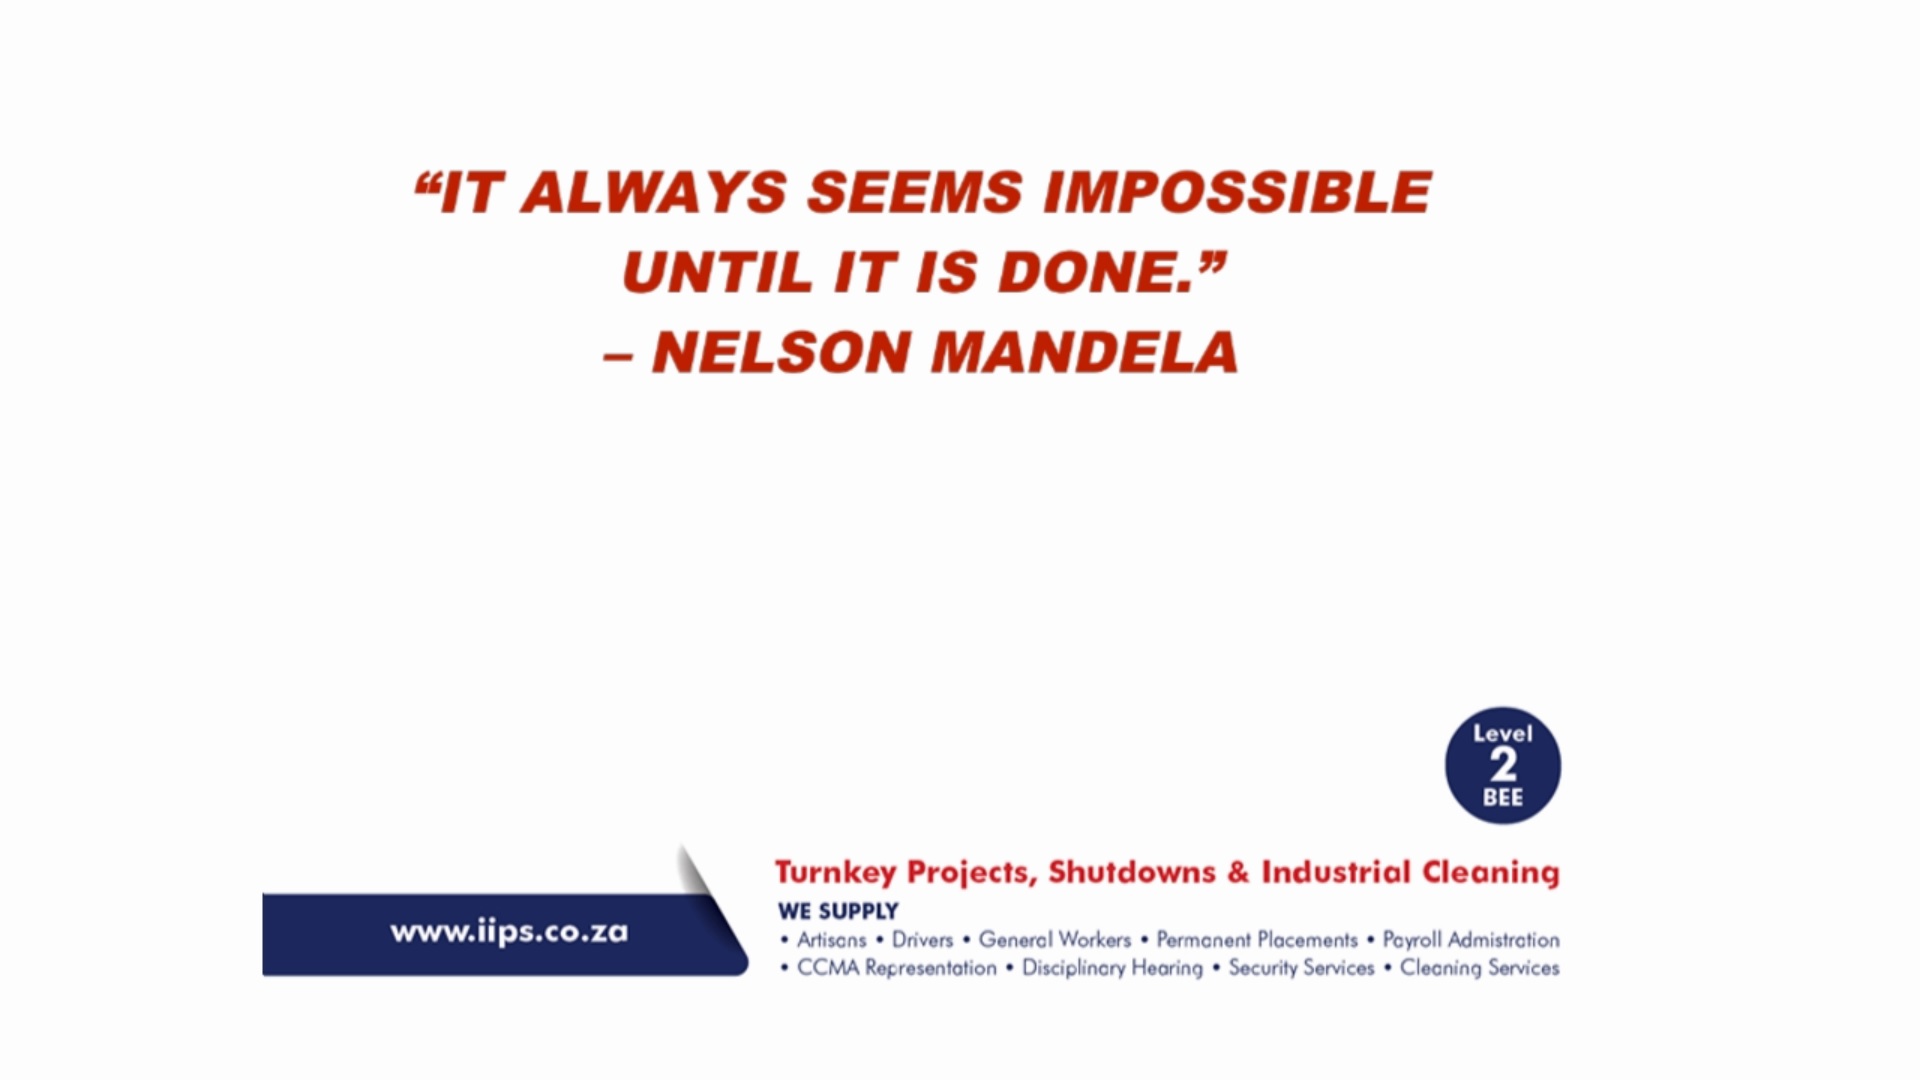 “IT ALWAYS SEEMS IMPOSSIBLE
UNTIL IT IS DONE.”
– NELSON MANDELA
Level
2
BEE
www.iips.co.za
Turnkey Projects, Shutdowns & Industrial Cleaning
WE SUPPLY
• Artisans • Drivers • General Workers • Permanent Placements • Payroll Admistration
• CCMA Representation • Disciplinary Hearing • Security Services • Cleaning Services